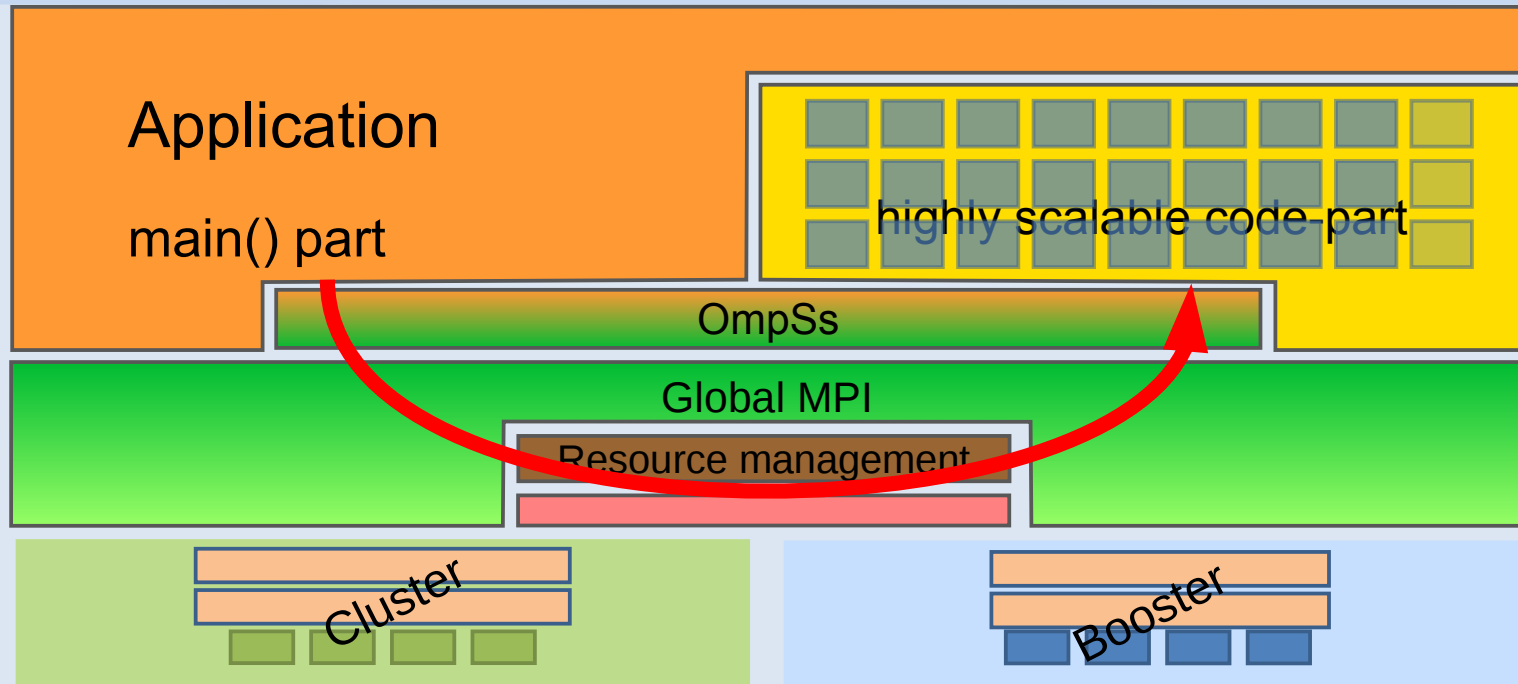 Application
main() part
highly scalable code-part
OmpSs
Global MPI
Resource management
Cluster
Booster